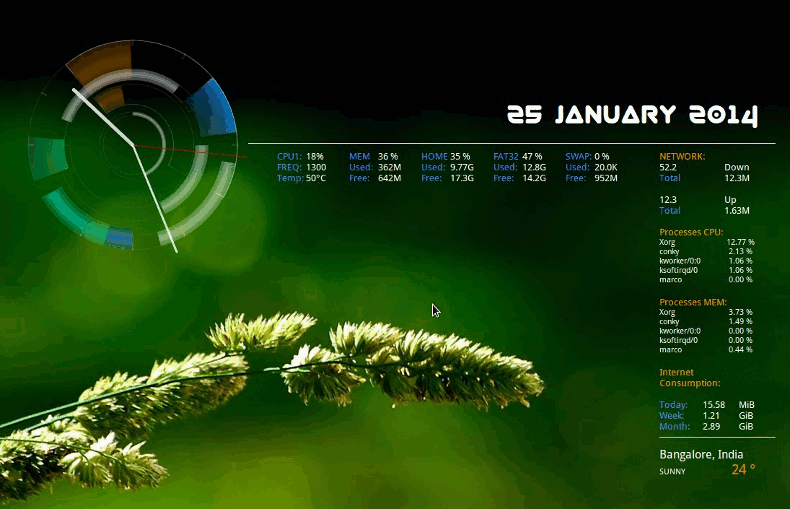 25 JANUARY 2014
CPU1: 18% MEM 36 % HOME 35 % FAT32 47 % SWAP: 0 %
FREQ: 1300 Used: 362M Used: 9.77G Used: 12.8G Used: 20.0K
Temp: 50°C Free: 642M Free: 17.3G Free: 14.2G Free: 952M
NETWORK:
52.2 Down
Total 12.3M
12.3 Up
Total 1.63M
Processes CPU:
Xorg 12.77 %
conky 2.13 %
kworker/0:0 1.06 %
ksoftirqd/0 1.06 %
marco 0.00 %
Processes MEM:
Xorg 3.73 %
conky 1.49 %
kworker/0:0 0.00 %
ksoftirqd/0 0.00 %
marco 0.44 %
Internet
Consumption:
Today: 15.58 MiB
Week: 1.21 GiB
Month: 2.89 GiB
Bangalore, India
SUNNY 24 °